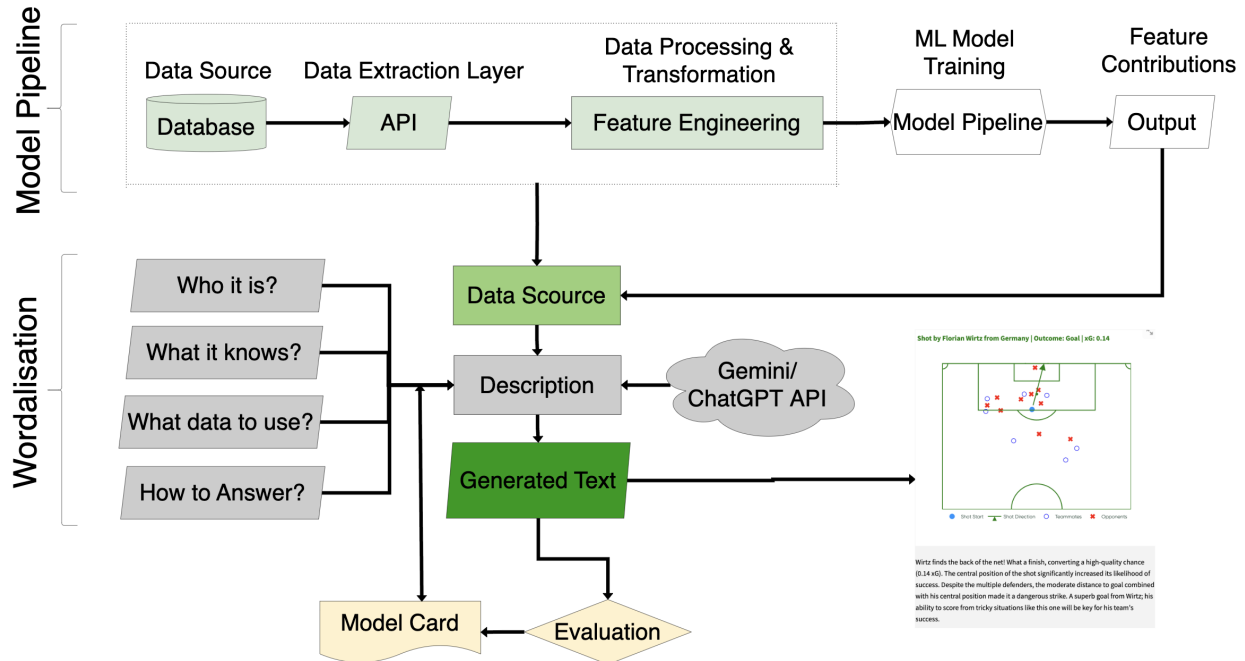 Model Pipeline
Data Source
Data Extraction Layer
Data Processing &
Transformation
ML Model
Training
Feature
Contributions
Database
API
Feature Engineering
Model Pipeline
Output
Wordalisation
Who it is?
What it knows?
What data to use?
How to Answer?
Data Scource
Description
Gemini/
ChatGPT API
Generated Text
Model Card
Evaluation
Shot by Florian Wirtz from Germany | Outcome: Goal | xG: 0.14
Shot Start
Shot Direction
Teammates
Opponents
Wirtz finds the back of the net! What a finish, converting a high-quality chance
(0.14 xG). The central position of the shot significantly increased its likelihood of
success. Despite the multiple defenders, the moderate distance to goal combined
with his central position made it a dangerous strike. A superb goal from Wirtz; his
ability to score from tricky situations like this one will be key for his team's
success.